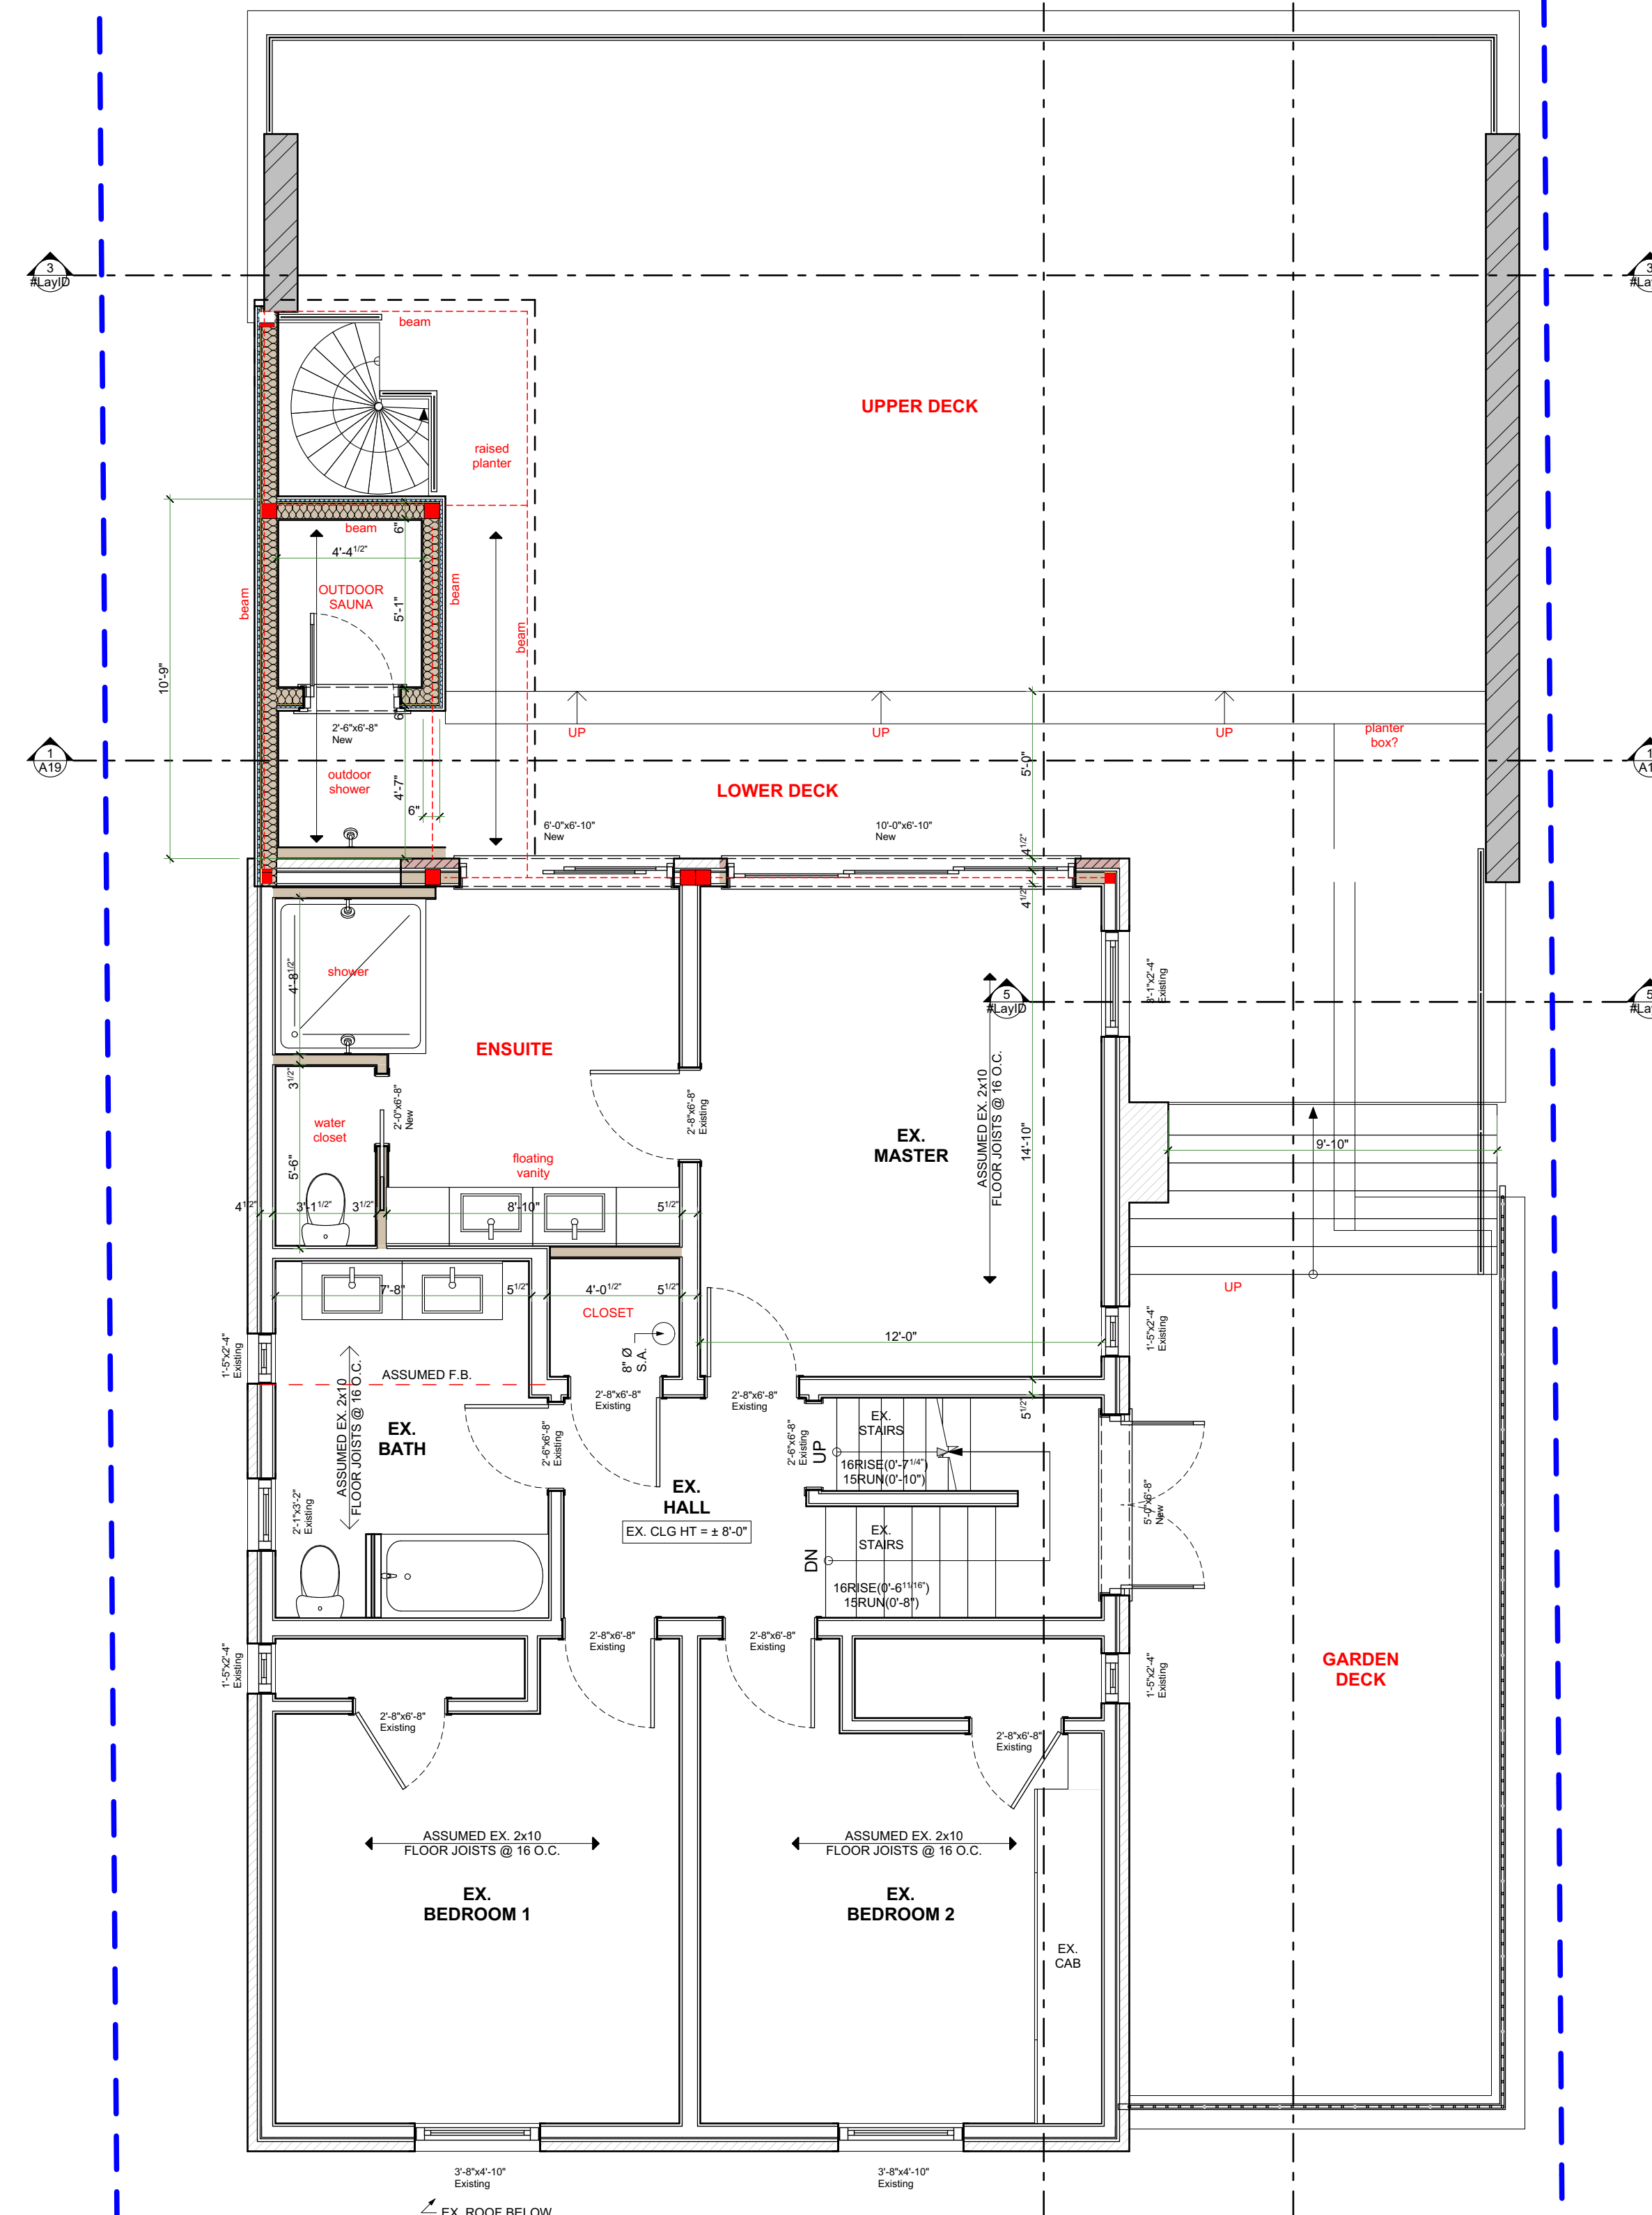 3
#LayID
3
#La
beam
UPPER DECK
raised
planter
beam
6"
4'-4 1/2"
OUTDOOR
SAUNA
beam
beam
5'-1"
beam
10'-9"
6"
2'-6"x6'-8"
New
UP
UP
UP
planter
box?
1
A19
1
A1
outdoor
shower
4'-7"
6"
LOWER DECK
5'-0"
6'-0"x6'-10"
New
10'-0"x6'-10"
New
4 1/2"
4 1/2"
shower
4'-8 1/2"
ENSUITE
5
#LayID
5
#La
Existing
3 1/2"
2'-0"x6'-8"
New
2'-8"x6'-8"
Existing
water
closet
5'-6"
floating
vanity
EX.
MASTER
ASSUMED EX. 2x10
FLOOR JOISTS @ 16 O.C.
14'-10"
9'-10"
4 1/2"
3'-1 1/2"
3 1/2"
8'-10"
5 1/2"
7'-8"
5 1/2"
4'-0 1/2"
5 1/2"
CLOSET
UP
8" Ø
S.A.
12'-0"
1'-5"x2'-4"
Existing
1'-5"x2'-4"
Existing
ASSUMED F.B.
ASSUMED EX. 2x10
FLOOR JOISTS @ 16 O.C.
2'-8"x6'-8"
Existing
2'-8"x6'-8"
Existing
5 1/2"
EX.
BATH
2'-6"x6'-8"
Existing
2'-6"x6'-8"
Existing
UP
EX.
STAIRS
16RISE(0'-7 1/4")
15RUN(0'-10")
EX.
HALL
EX. CLG HT = ± 8'-0"
2'-1"x3'-2"
Existing
5'-0"x6'-8"
New
DN
EX.
STAIRS
16RISE(0'-6 11/16")
15RUN(0'-8")
2'-8"x6'-8"
Existing
2'-8"x6'-8"
Existing
1'-5"x2'-4"
Existing
1'-5"x2'-4"
Existing
GARDEN
DECK
2'-8"x6'-8"
Existing
2'-8"x6'-8"
Existing
ASSUMED EX. 2x10
FLOOR JOISTS @ 16 O.C.
ASSUMED EX. 2x10
FLOOR JOISTS @ 16 O.C.
EX.
BEDROOM 1
EX.
BEDROOM 2
EX.
CAB
3'-8"x4'-10"
Existing
3'-8"x4'-10"
Existing
EX. ROOF BELOW